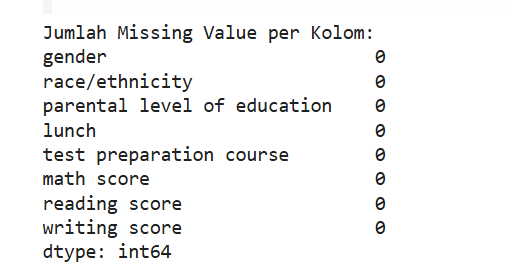 Jumlah Missing Value per Kolom:
gender 0
race/ethnicity 0
parental level of education 0
lunch 0
test preparation course 0
math score 0
reading score 0
writing score 0
dtype: int64